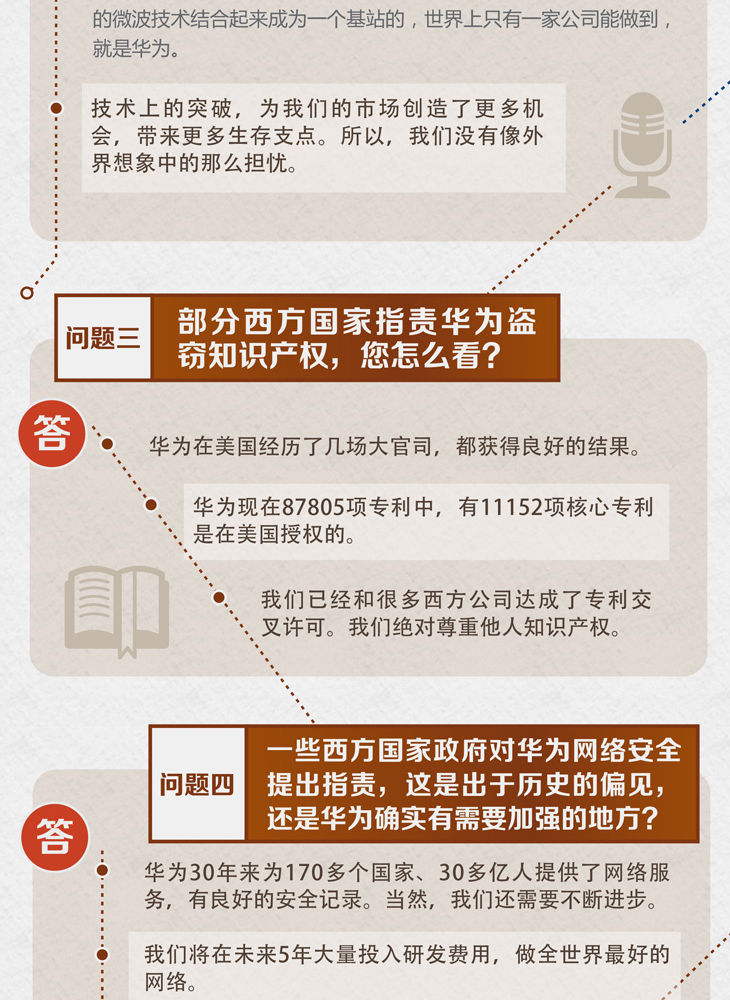 的微波技术结合起来成为一个基站的，世界上只有一家公司能做到，
就是华为。
技术上的突破，为我们的市场创造了更多机
会，带来更多生存支点。所以，我们没有像外
界想象中的那么担忧。
问题三
部分西方国家指责华为盗
窃知识产权，您怎么看？
答
华为在美国经历了几场大官司，都获得良好的结果。
华为现在87805项专利中，有11152项核心专利
是在美国授权的。
我们已经和很多西方公司达成了专利交
叉许可。我们绝对尊重他人知识产权。
问题四
一些西方国家政府对华为网络安全
提出指责，这是出于历史的偏见，
还是华为确实有需要加强的地方？
答
华为30年来为170多个国家、30多亿人提供了网络服
务，有良好的安全记录。当然，我们还需要不断进步。
我们将在未来5年大量投入研发费用，做全世界最好的
网络。